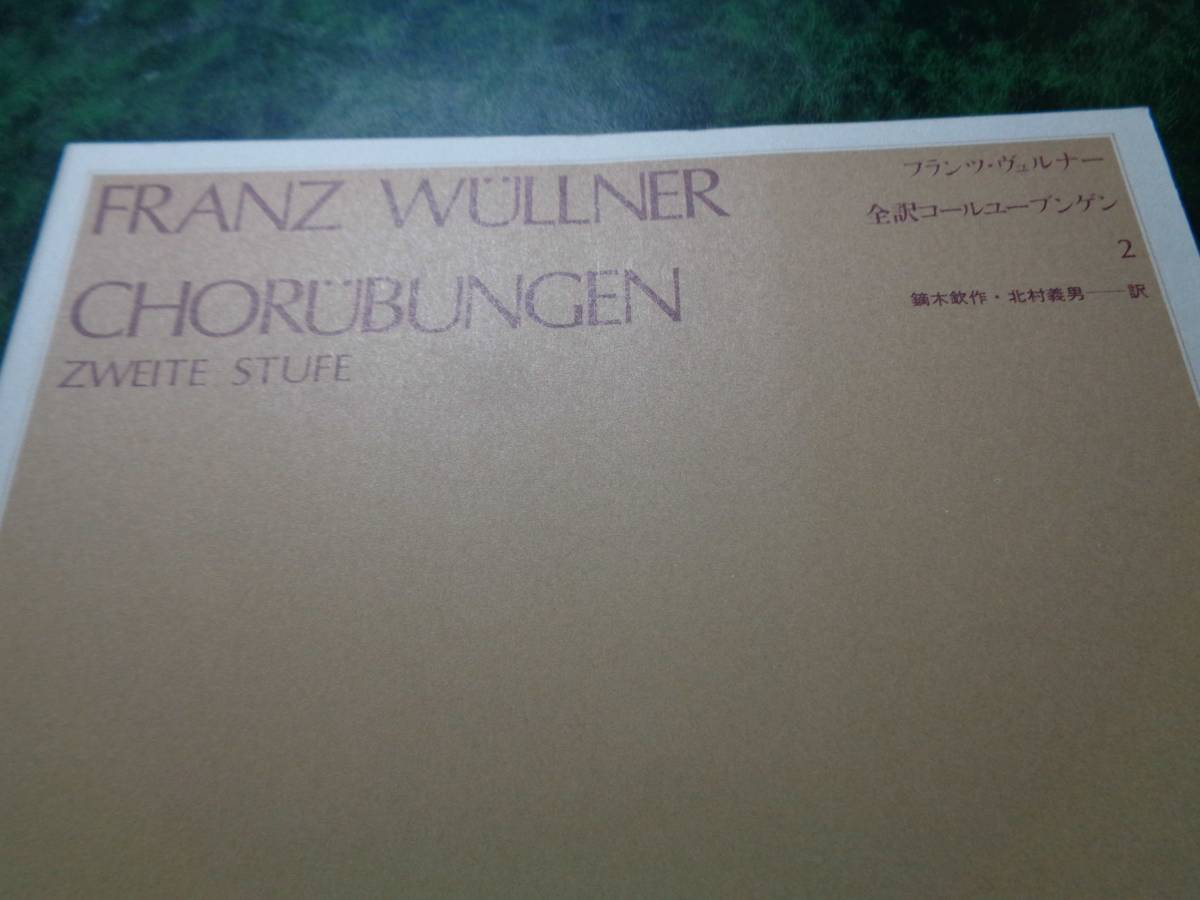 FRANZ WÜLLNER
CHORÜBUNGEN
ZWEITE STUFE
フランツ・ヴュルナー
全訳コールユーブンゲン
2
鏑木欽作・北村義男──訳